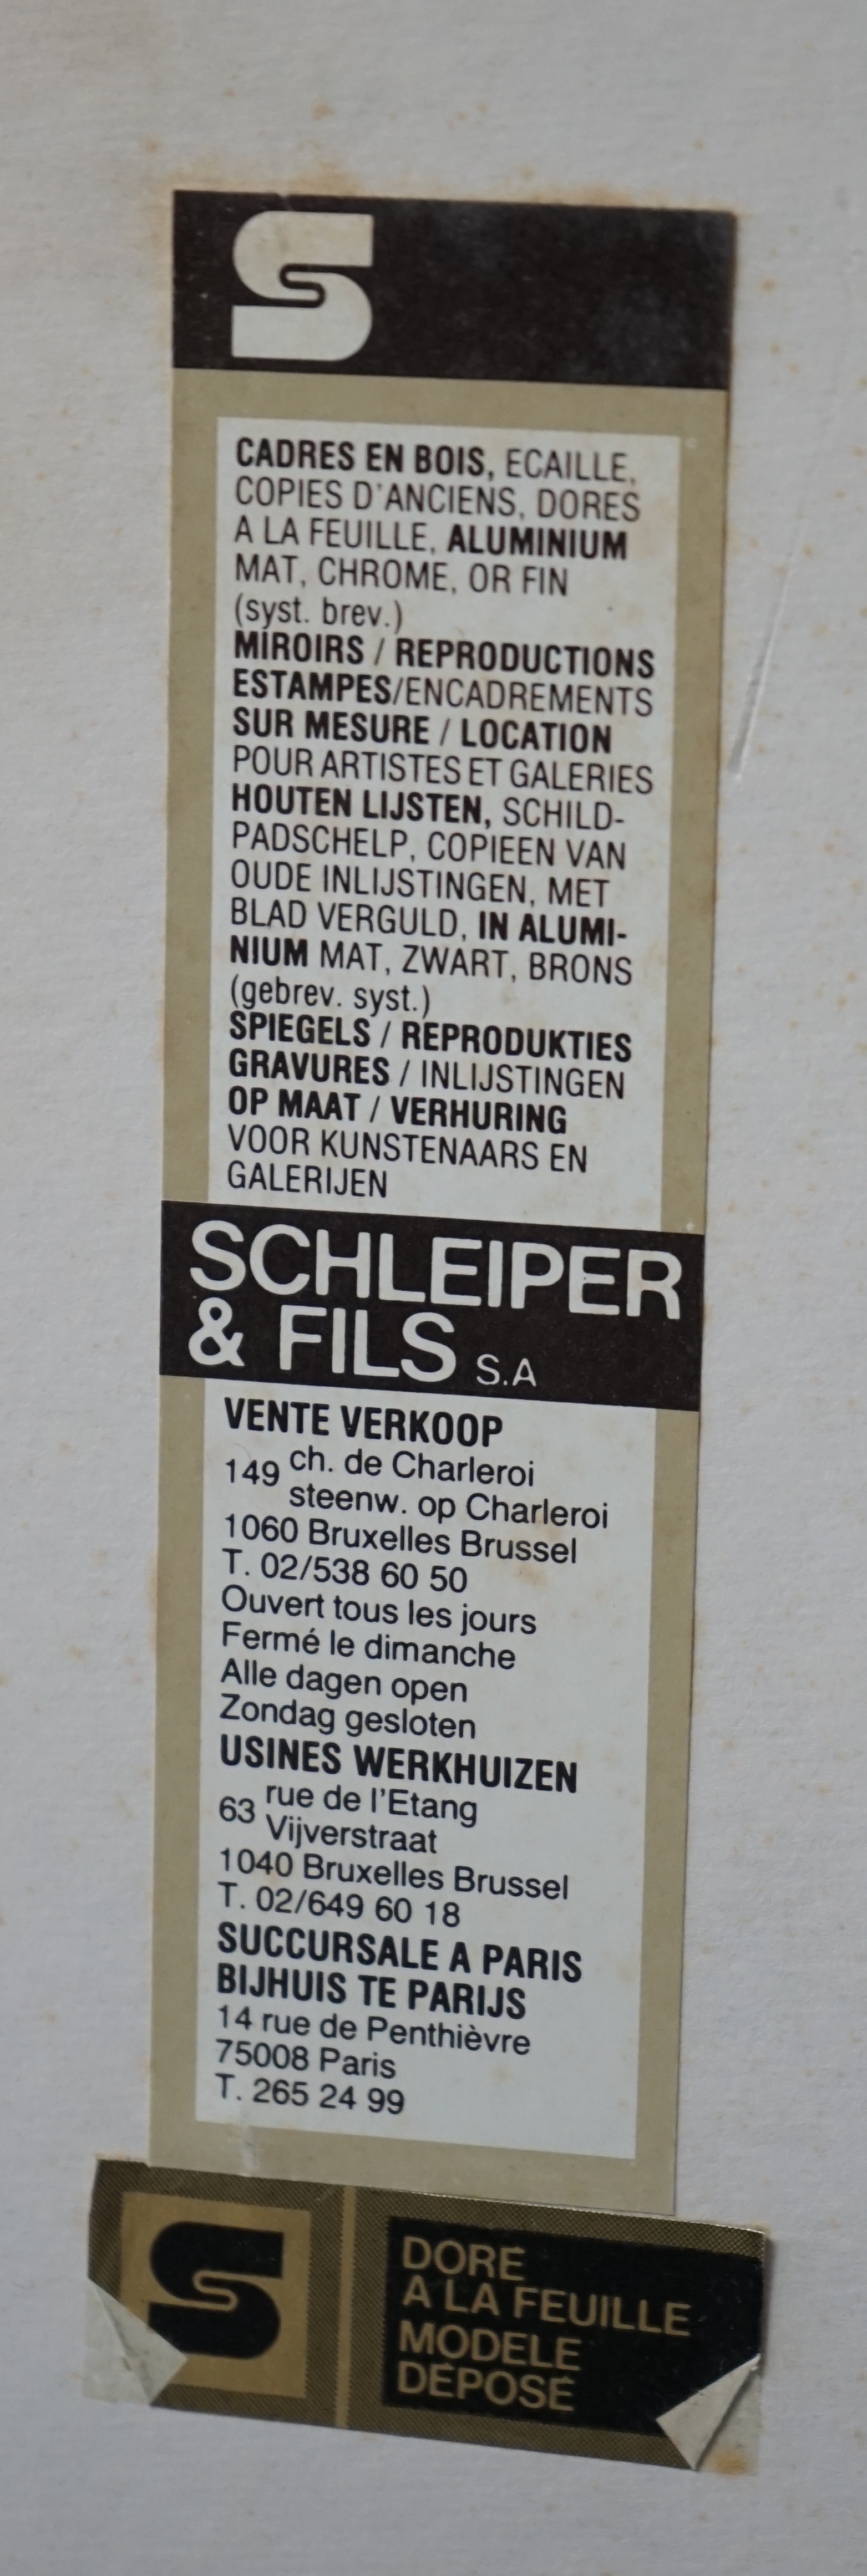 S
CADRES EN BOIS, ECAILLE,
COPIES D'ANCIENS, DORES
A LA FEUILLE, ALUMINIUM
MAT, CHROME, OR FIN
(syst. brev.)
MIROIRS / REPRODUCTIONS
ESTAMPES/ENCADREMENTS
SUR MESURE / LOCATION
POUR ARTISTES ET GALERIES
HOUTEN LIJSTEN, SCHILD-
PADSCHELP, COPIEEN VAN
OUDE INLIJSTINGEN, MET
BLAD VERGULD, IN ALUMI-
NIUM MAT, ZWART, BRONS
(gebrev. syst.)
SPIEGELS / REPRODUKTIES
GRAVURES / INLIJSTINGEN
OP MAAT / VERHURING
VOOR KUNSTENAARS EN
GALERIJEN
SCHLEIPER
& FILS S.A
VENTE VERKOOP
149 ch. de Charleroi
steenw. op Charleroi
1060 Bruxelles Brussel
T. 02/538 60 50
Ouvert tous les jours
Fermé le dimanche
Alle dagen open
Zondag gesloten
USINES WERKHUIZEN
63 rue de l'Etang
Vijverstraat
1040 Bruxelles Brussel
T. 02/649 60 18
SUCCURSALE A PARIS
BIJHUIS TE PARIJS
14 rue de Penthièvre
75008 Paris
T. 265 24 99
S
DORÉ
A LA FEUILLE
MODELE
DÉPOSÉ